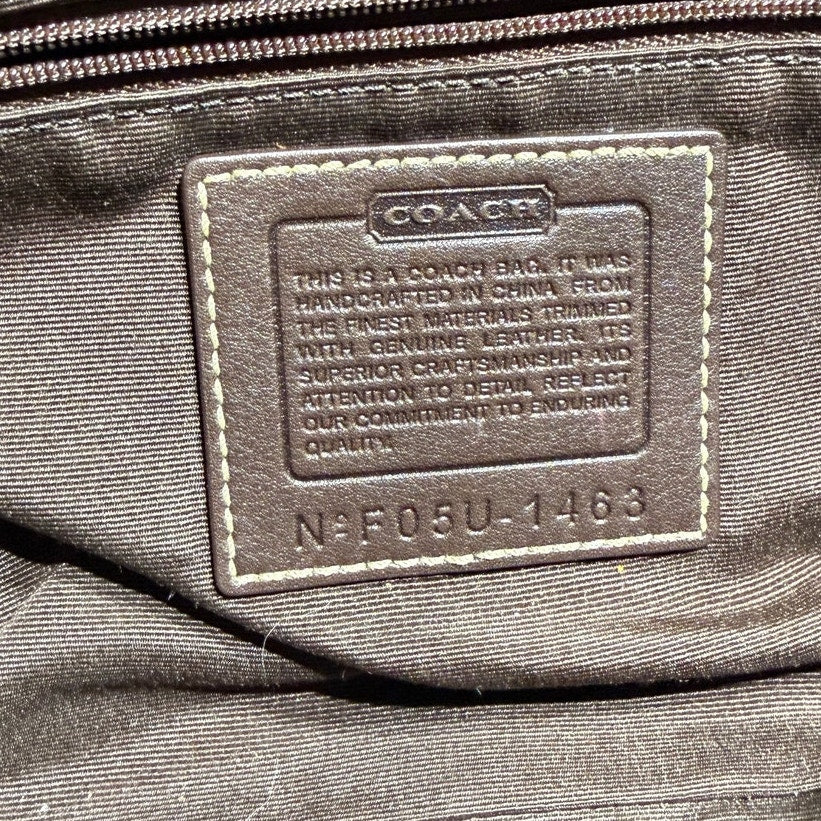 COACH
THIS IS A COACH BAG. IT WAS
HANDCRAFTED IN CHINA FROM
THE FINEST MATERIALS TRIMMED
WITH GENUINE LEATHER. ITS
SUPERIOR CRAFTSMANSHIP AND
ATTENTION TO DETAIL REFLECT
OUR COMMITMENT TO ENDURING
QUALITY.
Nº F05U-1463